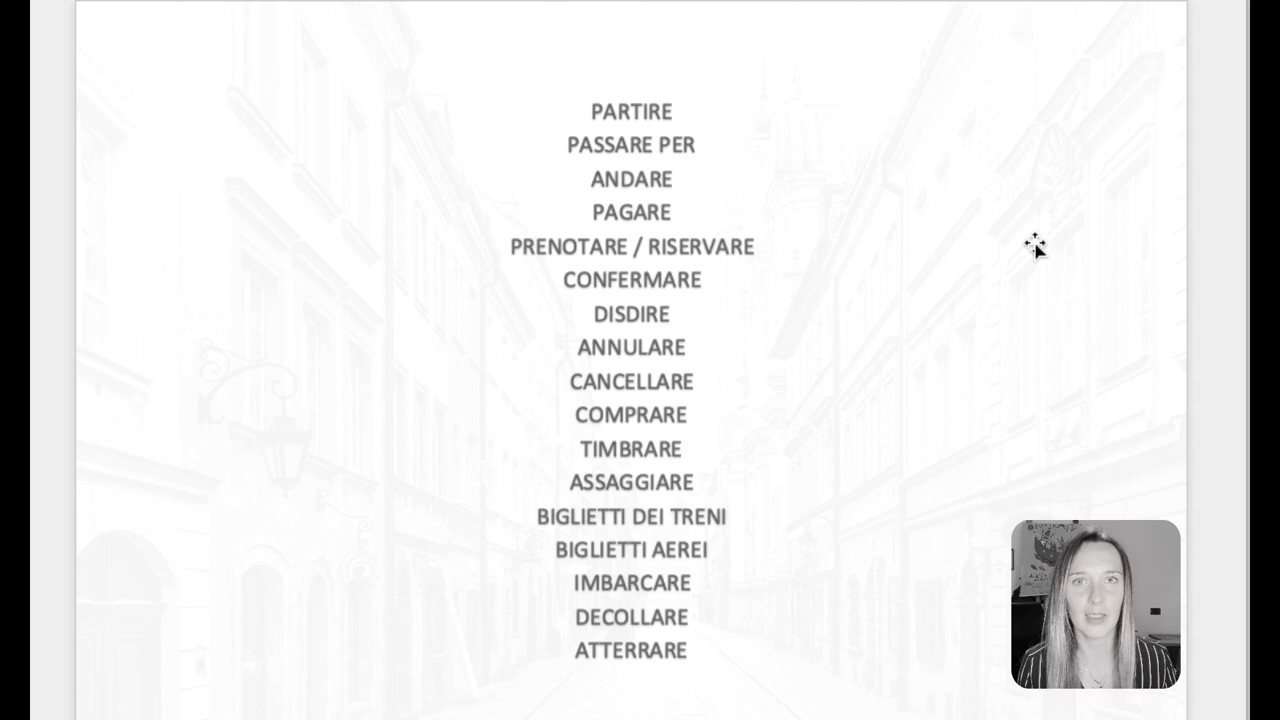 PARTIRE
PASSARE PER
ANDARE
PAGARE
PRENOTARE / RISERVARE
CONFERMARE
DISDIRE
ANNULARE
CANCELLARE
COMPRARE
TIMBRARE
ASSAGGIARE
BIGLIETTI DEI TRENI
BIGLIETTI AEREI
IMBARCARE
DECOLLARE
ATTERRARE